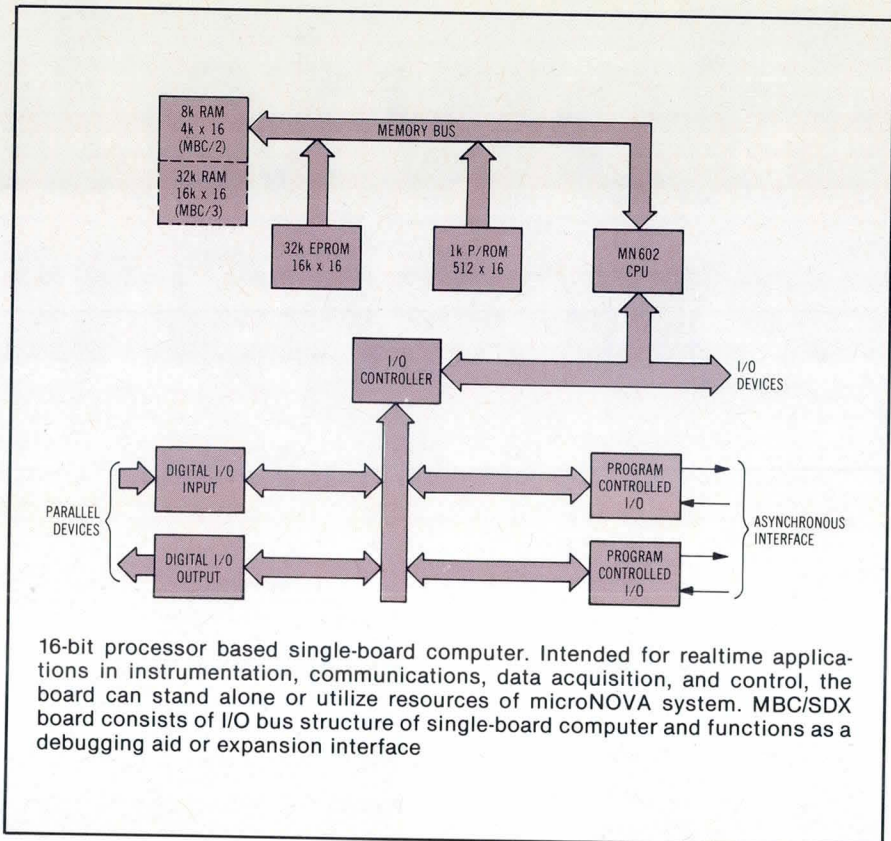 8k RAM
4k x 16
(MBC/2)
MEMORY BUS
32k RAM
16k x 16
(MBC/3)
32k EPROM
16k x 16
1k P/ROM
512 x 16
MN602
CPU
I/O
CONTROLLER
I/O
DEVICES
PARALLEL
DEVICES
DIGITAL I/O
INPUT
PROGRAM
CONTROLLED
I/O
ASYNCHRONOUS
INTERFACE
DIGITAL I/O
OUTPUT
PROGRAM
CONTROLLED
I/O
16-bit processor based single-board computer. Intended for realtime applica-
tions in instrumentation, communications, data acquisition, and control, the
board can stand alone or utilize resources of microNOVA system. MBC/SDX
board consists of I/O bus structure of single-board computer and functions as a
debugging aid or expansion interface